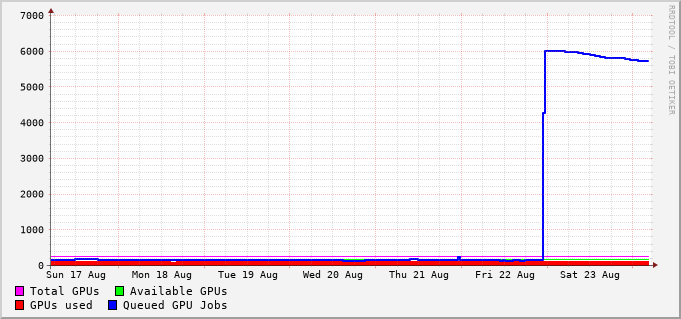 7000
6000
5000
4000
3000
2000
1000
0
Sun 17 Aug Mon 18 Aug Tue 19 Aug Wed 20 Aug Thu 21 Aug Fri 22 Aug Sat 23 Aug
Total GPUs Available GPUs
GPUs used Queued GPU Jobs
RRDTOOL / TOBI OETIKER